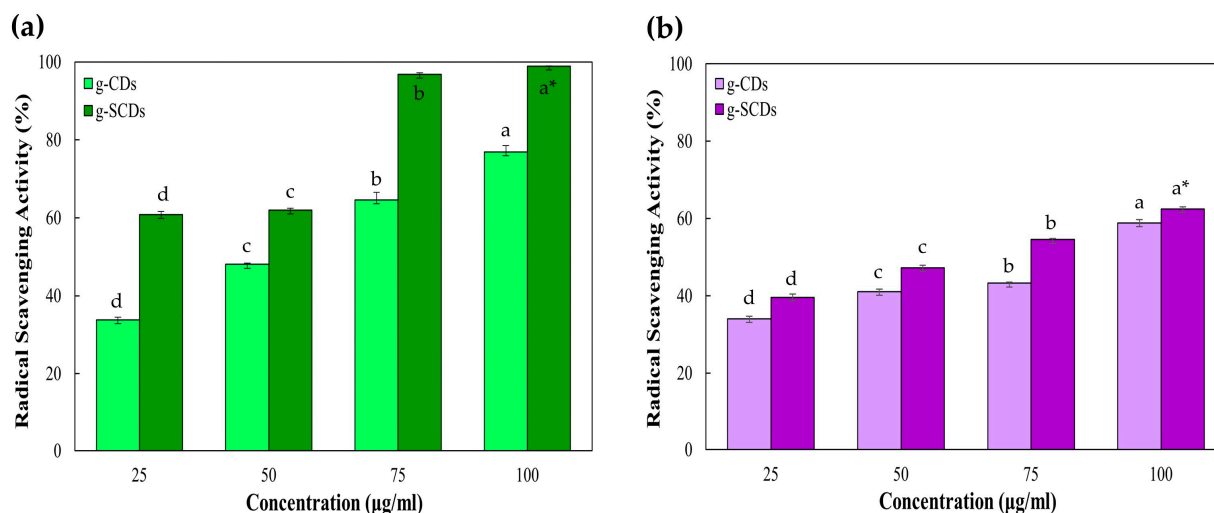 (a)
Radical Scavenging Activity (%)
100
80
60
40
20
0
g-CDs
g-SCDs
d
d
c
c
b
b
a
a*
25
50
75
100
Concentration (μg/ml)
(b)
Radical Scavenging Activity (%)
100
80
60
40
20
0
g-CDs
g-SCDs
d
d
c
c
b
b
a
a*
25
50
75
100
Concentration (μg/ml)